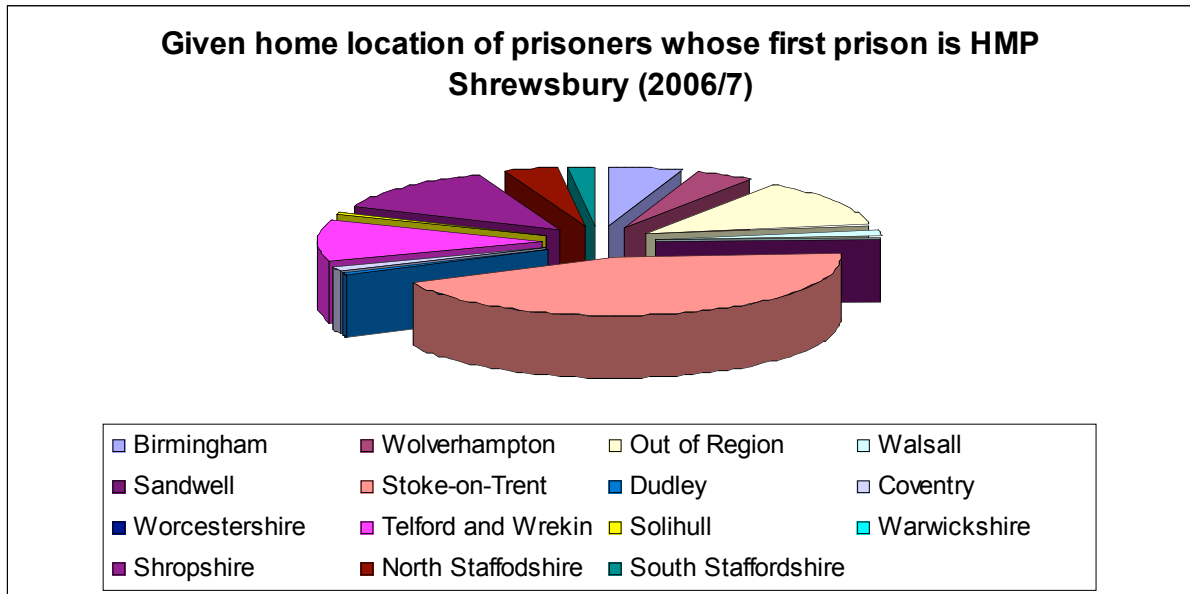 Given home location of prisoners whose first prison is HMP
Shrewsbury (2006/7)
Birmingham Wolverhampton Out of Region Walsall
Sandwell Stoke-on-Trent Dudley Coventry
Worcestershire Telford and Wrekin Solihull Warwickshire
Shropshire North Staffodshire South Staffordshire